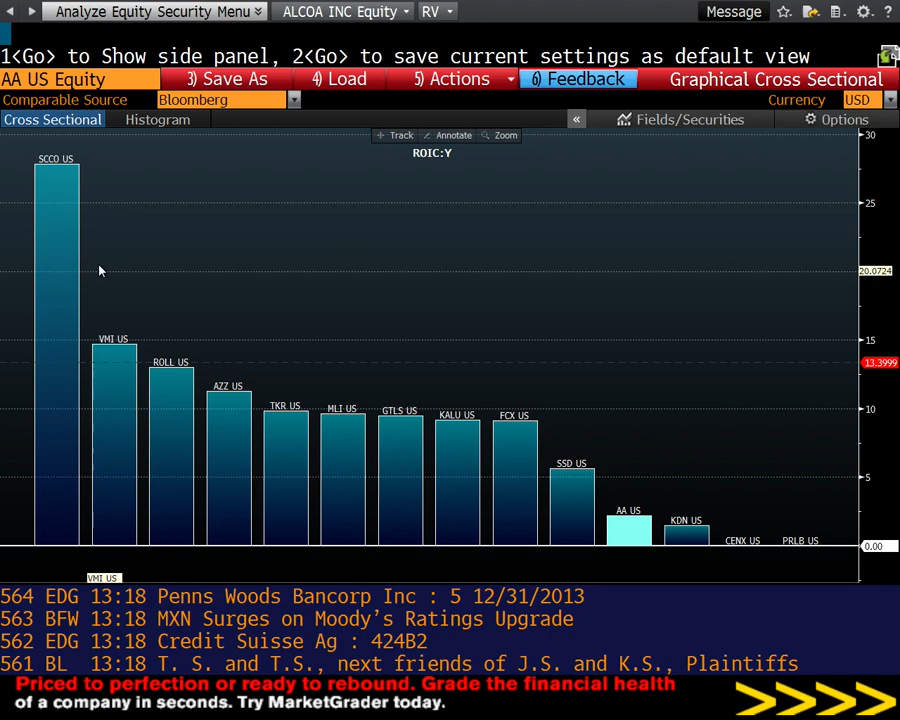 Analyze Equity Security Menu ALCOA INC Equity RV Message
1<Go> to Show side panel, 2<Go> to save current settings as default view
AA US Equity 3) Save As 4) Load 5) Actions 6) Feedback Graphical Cross Sectional
Comparable Source Bloomberg Currency USD
Cross Sectional Histogram « Fields/Securities Options
Track Annotate Zoom
ROIC:Y
30
SCCO US
25
20.0724
VMI US
15
ROLL US
13.3999
AZZ US
TKR US
MLI US
GTLS US
KALU US
FCX US
10
SSD US
5
AA US
KDN US
CENX US
PRLB US
0.00
VMI US
564 EDG 13:18 Penns Woods Bancorp Inc : 5 12/31/2013
563 BFW 13:18 MXN Surges on Moody's Ratings Upgrade
562 EDG 13:18 Credit Suisse Ag : 424B2
561 BL 13:18 T. S. and T.S., next friends of J.S. and K.S., Plaintiffs
Priced to perfection or ready to rebound. Grade the financial health
of a company in seconds. Try MarketGrader today.